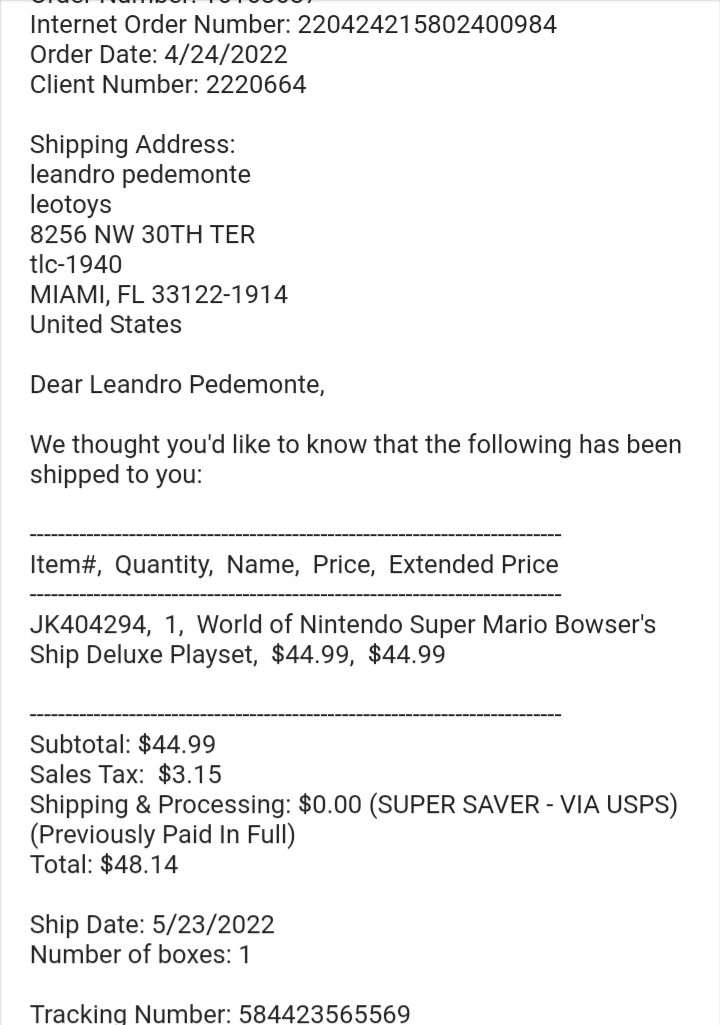 Internet Order Number: 220424215802400984
Order Date: 4/24/2022
Client Number: 2220664
Shipping Address:
leandro pedemonte
leotoys
8256 NW 30TH TER
tlc-1940
MIAMI, FL 33122-1914
United States
Dear Leandro Pedemonte,
We thought you'd like to know that the following has been
shipped to you:
---------------------------------------------------------------------------
Item#,  Quantity,  Name,  Price,  Extended Price
---------------------------------------------------------------------------
JK404294,  1,  World of Nintendo Super Mario Bowser's
Ship Deluxe Playset,  $44.99,  $44.99
---------------------------------------------------------------------------
Subtotal: $44.99
Sales Tax:  $3.15
Shipping & Processing: $0.00 (SUPER SAVER - VIA USPS)
(Previously Paid In Full)
Total: $48.14
Ship Date: 5/23/2022
Number of boxes: 1
Tracking Number: 584423565569